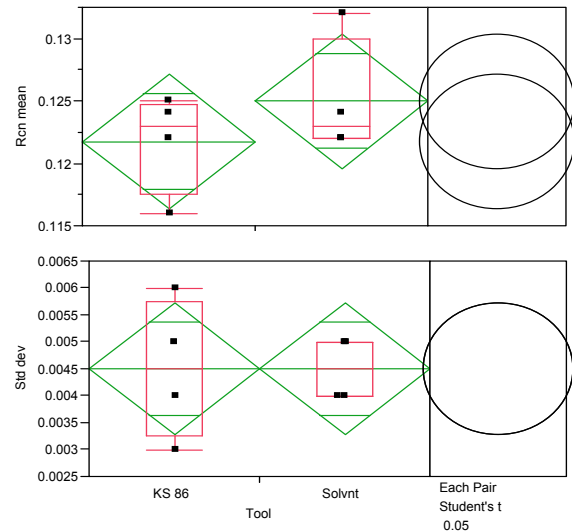 Rcn mean
0.13
0.125
0.12
0.115
Std dev
0.0065
0.006
0.0055
0.005
0.0045
0.004
0.0035
0.003
0.0025
KS 86
Solvnt
Tool
Each Pair
Student's t
0.05